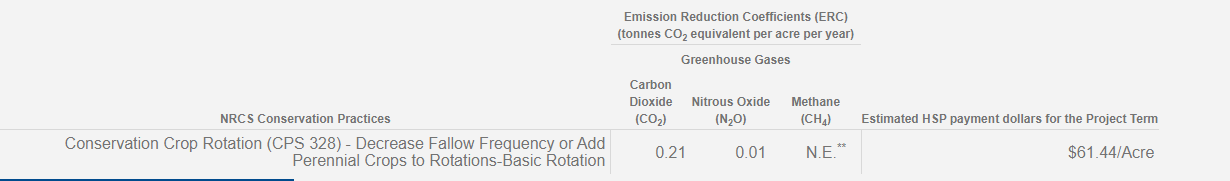 Emission Reduction Coefficients (ERC)
(tonnes CO₂ equivalent per acre per year)
Greenhouse Gases
NRCS Conservation Practices
Carbon
Dioxide
(CO₂)
Nitrous Oxide
(N₂O)
Methane
(CH₄)
Estimated HSP payment dollars for the Project Term
Conservation Crop Rotation (CPS 328) - Decrease Fallow Frequency or Add
Perennial Crops to Rotations-Basic Rotation
0.21
0.01
N.E.**
$61.44/Acre